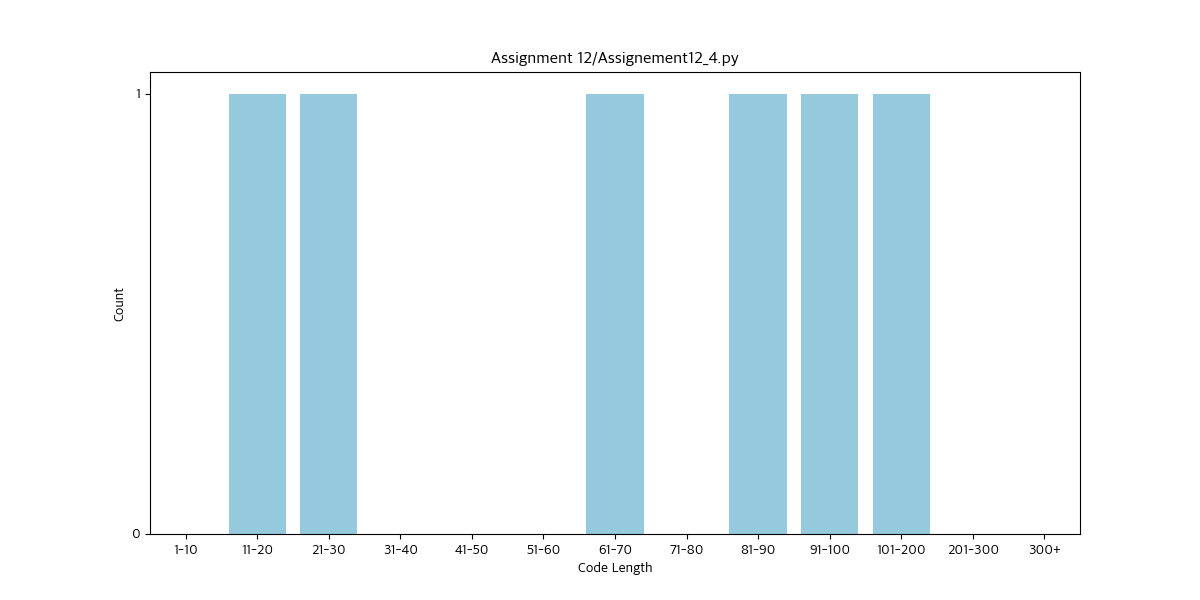 Assignment 12/Assignement12_4.py
1
0
Count
1-10 11-20 21-30 31-40 41-50 51-60 61-70 71-80 81-90 91-100 101-200 201-300 300+
Code Length